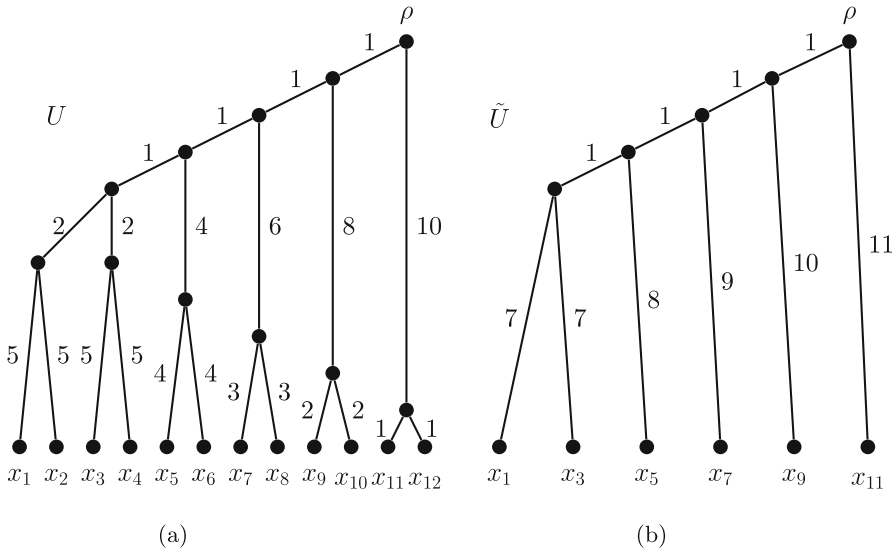 ρ ρ
1 1
1 1
U 1 Ũ 1
1 1
2 2 4 6 8 10 11
10
9
8
7 7
5 5 5 5 4 4 3 3 2 2 1 1
x₁ x₂ x₃ x₄ x₅ x₆ x₇ x₈ x₉ x₁₀ x₁₁ x₁₂ x₁ x₃ x₅ x₇ x₉ x₁₁
(a) (b)